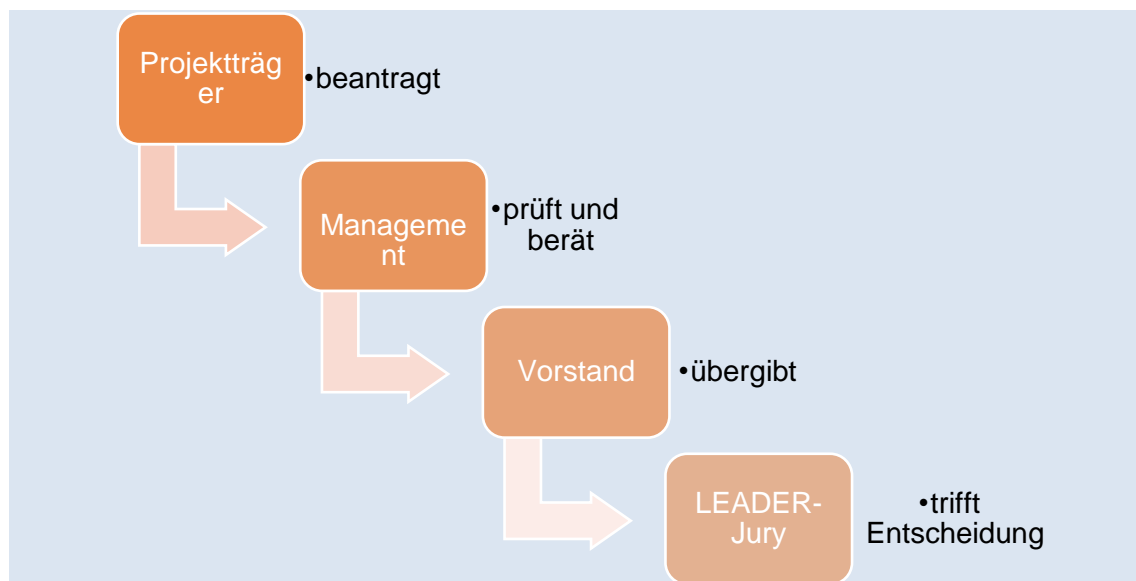 Projektträg
er
•beantragt
Manageme
nt
•prüft und
berät
Vorstand
•übergibt
LEADER-
Jury
•trifft
Entscheidung